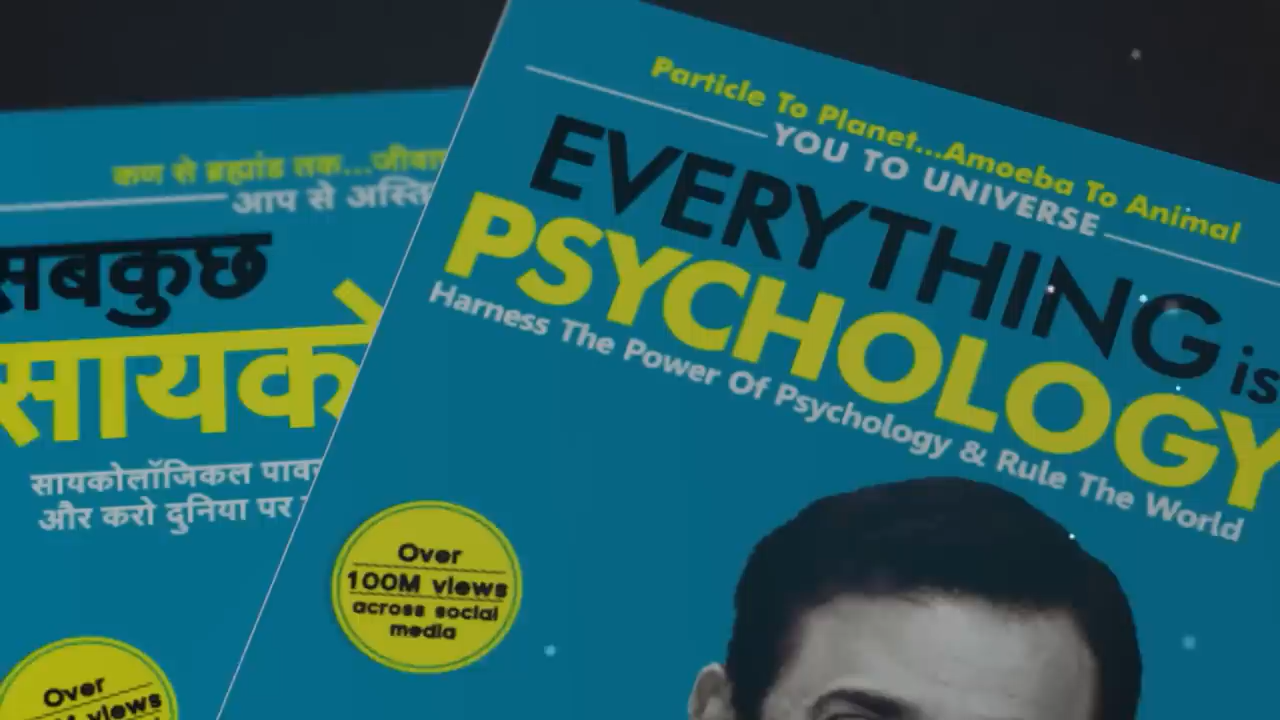 कण से ब्रह्मांड तक...जीवा
आप से अस्ति
सबकुछ
सायको
सायकोलॉजिकल पाव
और करो दुनिया पर
Over
views
Particle To Planet...Amoeba To Animal
YOU TO UNIVERSE
EVERYTHING is
PSYCHOLOGY
Harness The Power Of Psychology & Rule The World
Over
100M views
across social
media